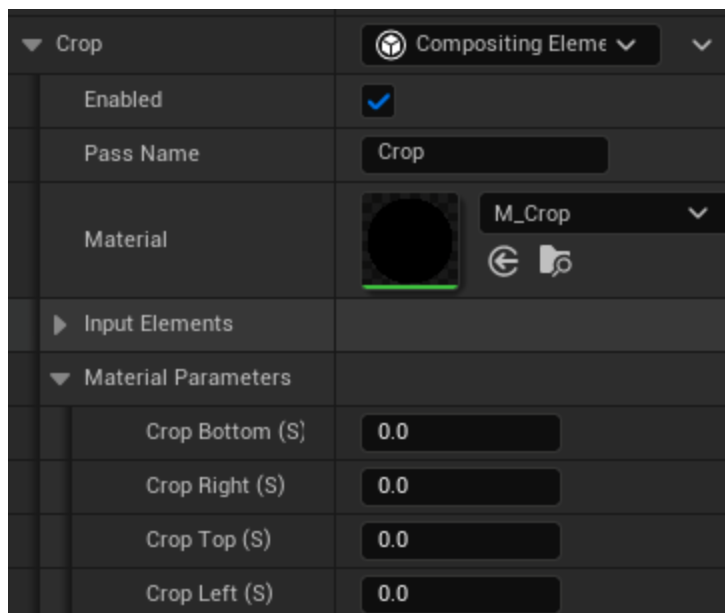 Crop
Compositing Eleme
Enabled
Pass Name
Crop
Material
M_Crop
Input Elements
Material Parameters
Crop Bottom (S)
0.0
Crop Right (S)
0.0
Crop Top (S)
0.0
Crop Left (S)
0.0